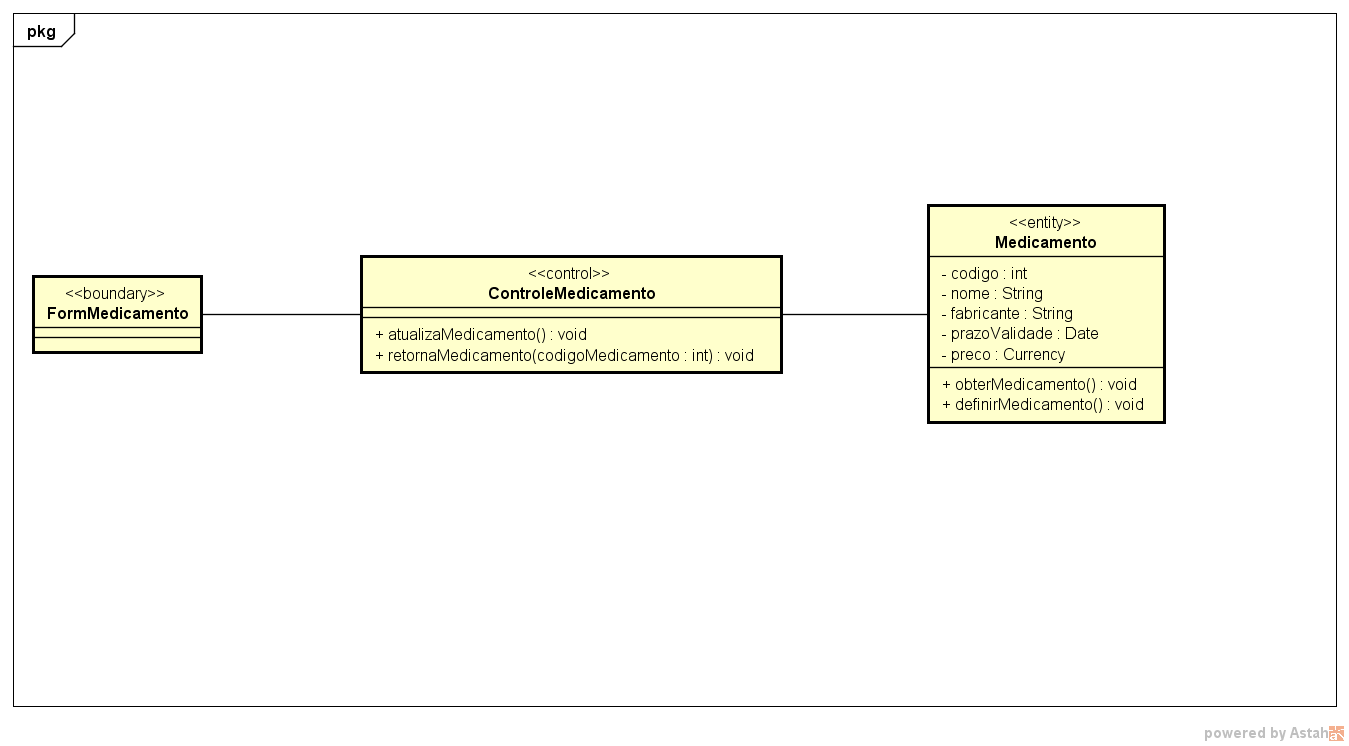 pkg
<<boundary>>
FormMedicamento
<<control>>
ControleMedicamento
+ atualizaMedicamento() : void
+ retornaMedicamento(codigoMedicamento : int) : void
<<entity>>
Medicamento
- codigo : int
- nome : String
- fabricante : String
- prazoValidade : Date
- preco : Currency
+ obterMedicamento() : void
+ definirMedicamento() : void
powered by Astah